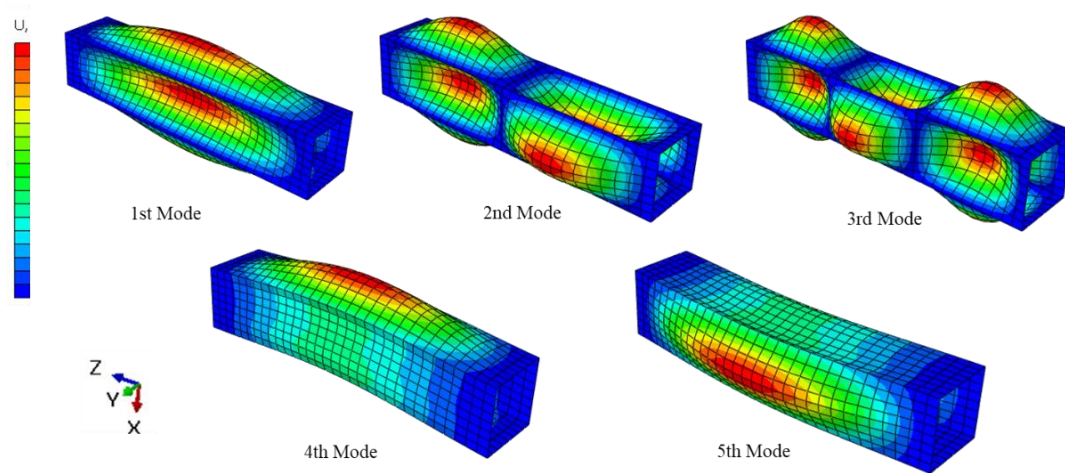 U,
1st Mode
2nd Mode
3rd Mode
4th Mode
5th Mode
Z
Y
X